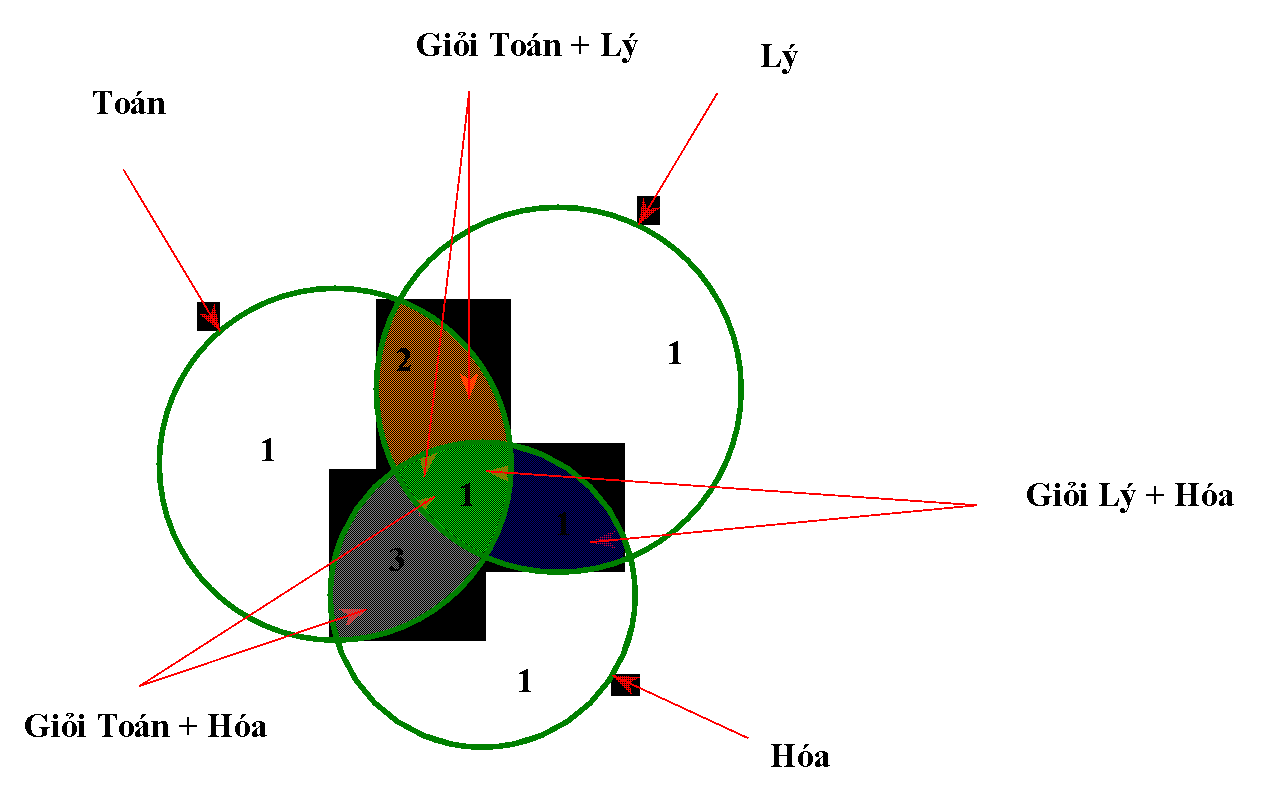 Giỏi Toán + Lý
Lý
Toán
2
1
1
1
1
3
1
Giỏi Lý + Hóa
Giỏi Toán + Hóa
Hóa